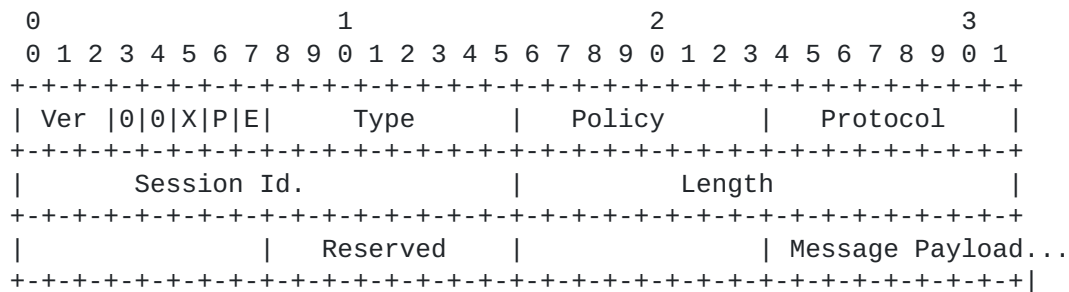 0                   1                   2                   3
 0 1 2 3 4 5 6 7 8 9 0 1 2 3 4 5 6 7 8 9 0 1 2 3 4 5 6 7 8 9 0 1
+-+-+-+-+-+-+-+-+-+-+-+-+-+-+-+-+-+-+-+-+-+-+-+-+-+-+-+-+-+-+-+-+
| Ver |0|0|X|P|E|     Type      |   Policy      |   Protocol    |
+-+-+-+-+-+-+-+-+-+-+-+-+-+-+-+-+-+-+-+-+-+-+-+-+-+-+-+-+-+-+-+-+
|       Session Id.             |          Length               |
+-+-+-+-+-+-+-+-+-+-+-+-+-+-+-+-+-+-+-+-+-+-+-+-+-+-+-+-+-+-+-+-+
|               |   Reserved    |               | Message Payload...
+-+-+-+-+-+-+-+-+-+-+-+-+-+-+-+-+-+-+-+-+-+-+-+-+-+-+-+-+-+-+-+-+|